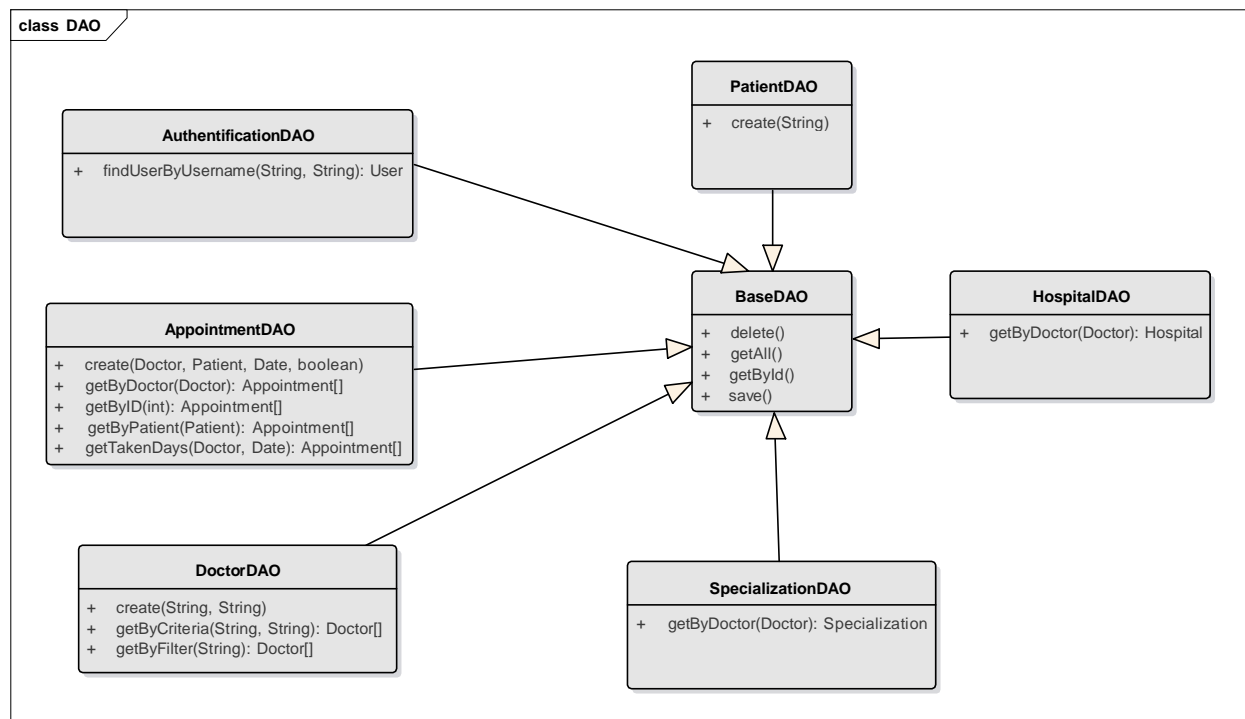 class DAO
PatientDAO
+ create(String)
AuthentificationDAO
+ findUserByUsername(String, String): User
BaseDAO
+ delete()
+ getAll()
+ getById()
+ save()
HospitalDAO
+ getByDoctor(Doctor): Hospital
AppointmentDAO
+ create(Doctor, Patient, Date, boolean)
+ getByDoctor(Doctor): Appointment[]
+ getByID(int): Appointment[]
+ getByPatient(Patient): Appointment[]
+ getTakenDays(Doctor, Date): Appointment[]
DoctorDAO
+ create(String, String)
+ getByCriteria(String, String): Doctor[]
+ getByFilter(String): Doctor[]
SpecializationDAO
+ getByDoctor(Doctor): Specialization